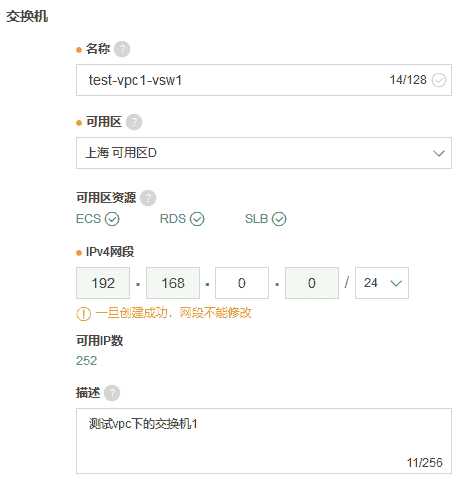 交换机
名称 ?
test-vpc1-vsw1 14/128
可用区 ?
上海 可用区D
可用区资源 ?
ECS RDS SLB
IPv4网段
192 . 168 . 0 . 0 / 24
一旦创建成功，网段不能修改
可用IP数
252
描述 ?
测试vpc下的交换机1
11/256